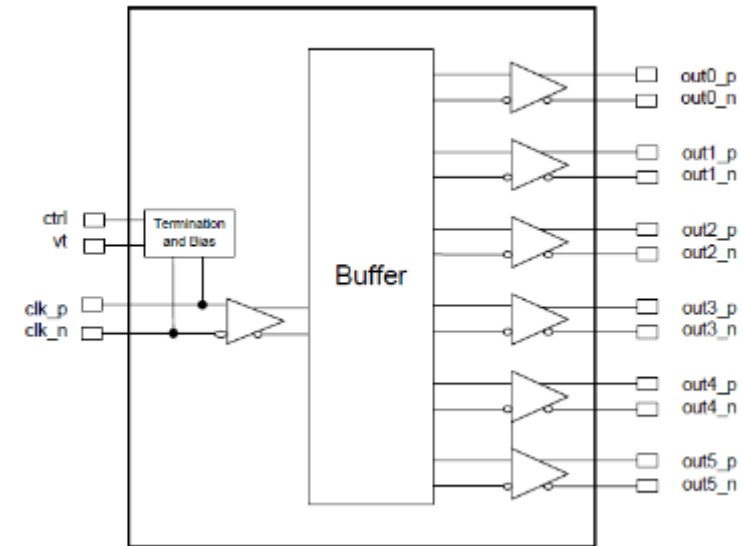 out0_p
out0_n
out1_p
out1_n
ctrl
vt
Termination
and Bias
out2_p
out2_n
Buffer
clk_p
clk_n
out3_p
out3_n
out4_p
out4_n
out5_p
out5_n